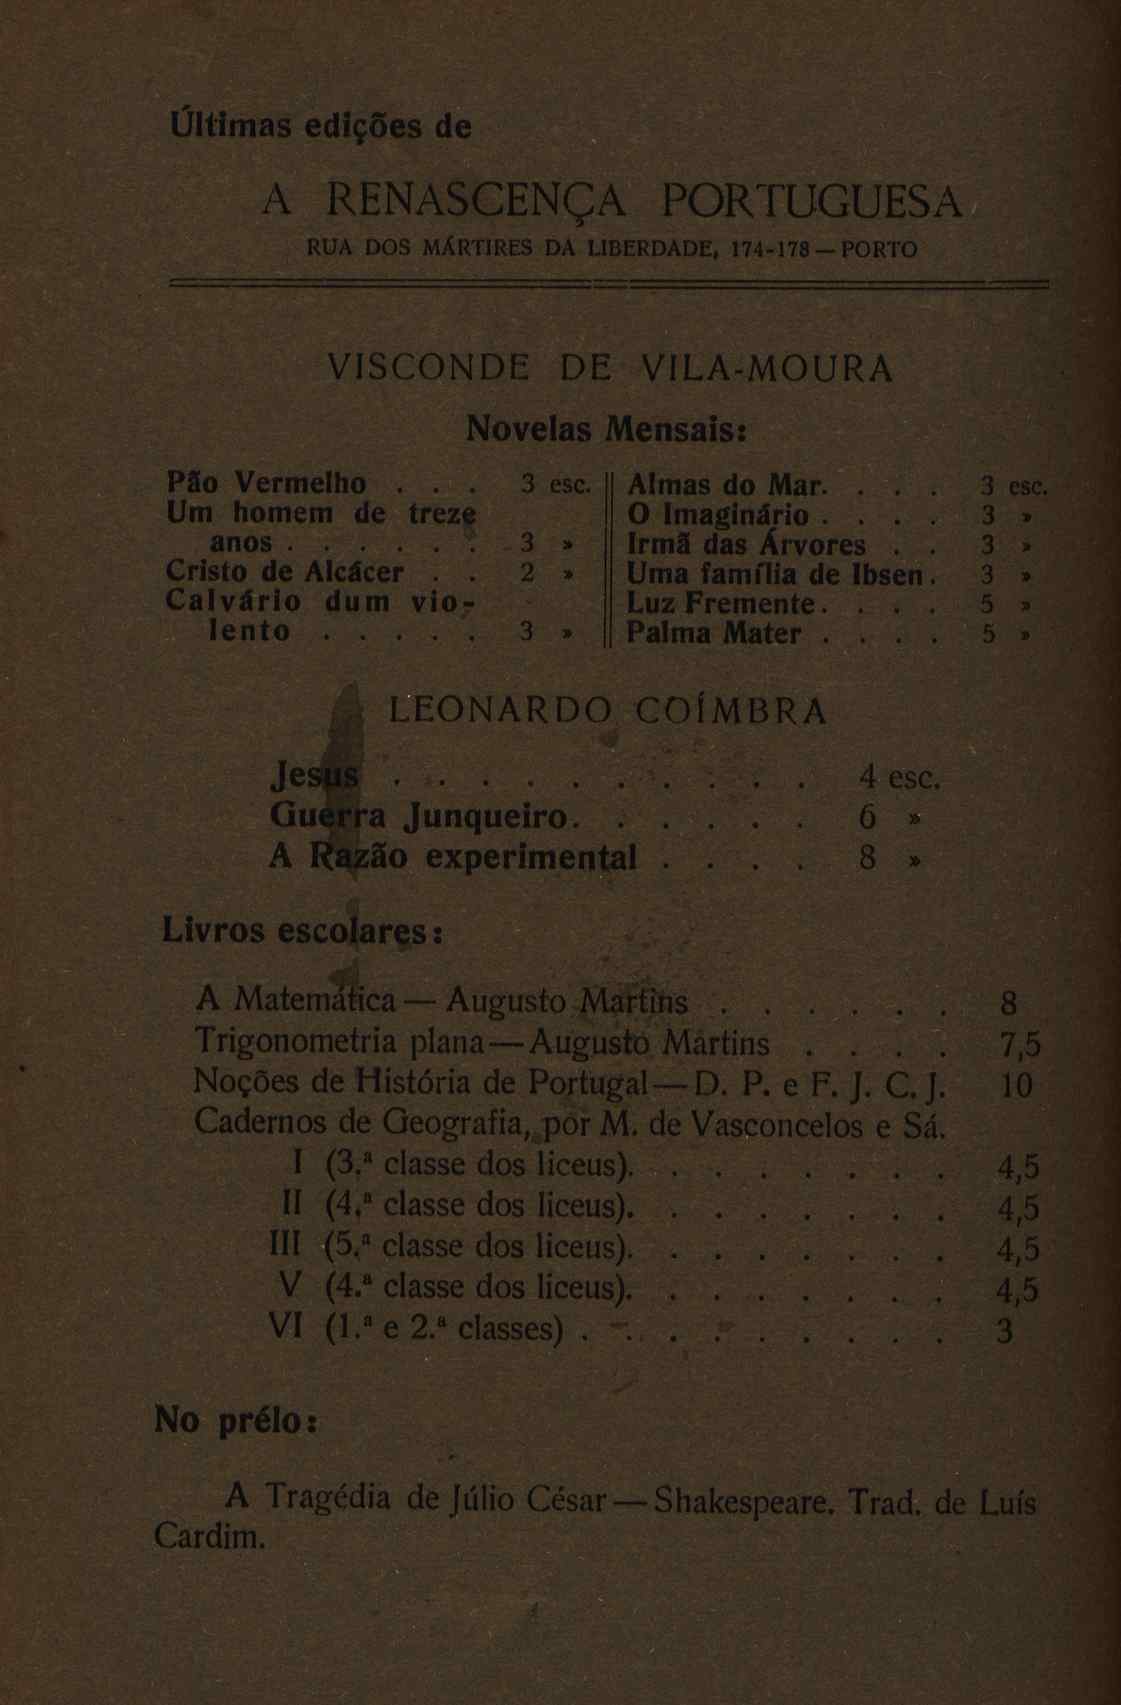 Últimas edições de
A RENASCENÇA PORTUGUESA
RUA DOS MÁRTIRES DA LIBERDADE, 174-178 — PORTO
VISCONDE DE VILA-MOURA
Novelas Mensais:
Pão Vermelho . . . 3 esc.
Um homem de treze
anos . . . . . . 3 »
Cristo de Alcácer . . 2 »
Calvário dum vio-
lento . . . . . 3 »
Almas do Mar. . . . 3 esc.
O Imaginário . . . . 3 »
Irmã das Árvores . . 3 »
Uma família de Ibsen . 3 »
Luz Fremente. . . . 5 »
Palma Mater . . . . 5 »
LEONARDO COÍMBRA
Jesus . . . . . . . . . . 4 esc.
Guerra Junqueiro. . . . . . 6 »
A Razão experimental . . . . 8 »
Livros escolares:
A Matemática — Augusto Martins . . . . . . 8
Trigonometria plana — Augusto Martins . . . . 7,5
Noções de História de Portugal — D. P. e F. J. C. J. 10
Cadernos de Geografia, por M. de Vasconcelos e Sá.
I (3.ª classe dos liceus). . . . . . . . 4,5
II (4.ª classe dos liceus). . . . . . . . 4,5
III (5.ª classe dos liceus). . . . . . . . 4,5
V (4.ª classe dos liceus). . . . . . . . 4,5
VI (1.ª e 2.ª classes) . . . . . . . . . 3
No prélo:
A Tragédia de Júlio César — Shakespeare. Trad. de Luís
Cardim.